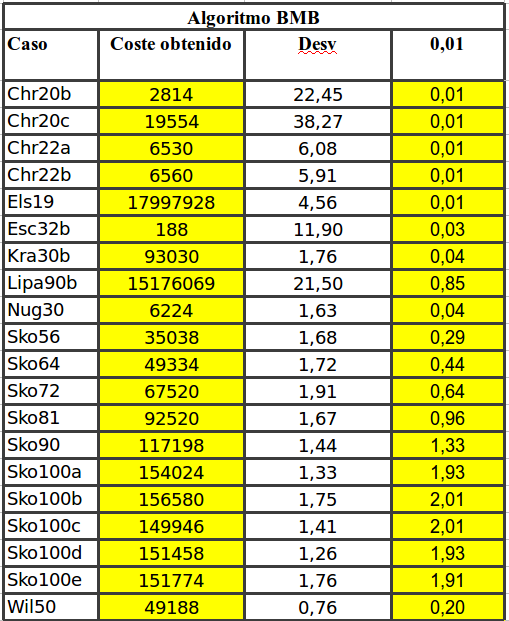 Algoritmo BMB
Caso Coste obtenido Desv 0,01
Chr20b 2814 22,45 0,01
Chr20c 19554 38,27 0,01
Chr22a 6530 6,08 0,01
Chr22b 6560 5,91 0,01
Els19 17997928 4,56 0,01
Esc32b 188 11,90 0,03
Kra30b 93030 1,76 0,04
Lipa90b 15176069 21,50 0,85
Nug30 6224 1,63 0,04
Sko56 35038 1,68 0,29
Sko64 49334 1,72 0,44
Sko72 67520 1,91 0,64
Sko81 92520 1,67 0,96
Sko90 117198 1,44 1,33
Sko100a 154024 1,33 1,93
Sko100b 156580 1,75 2,01
Sko100c 149946 1,41 2,01
Sko100d 151458 1,26 1,93
Sko100e 151774 1,76 1,91
Wil50 49188 0,76 0,20